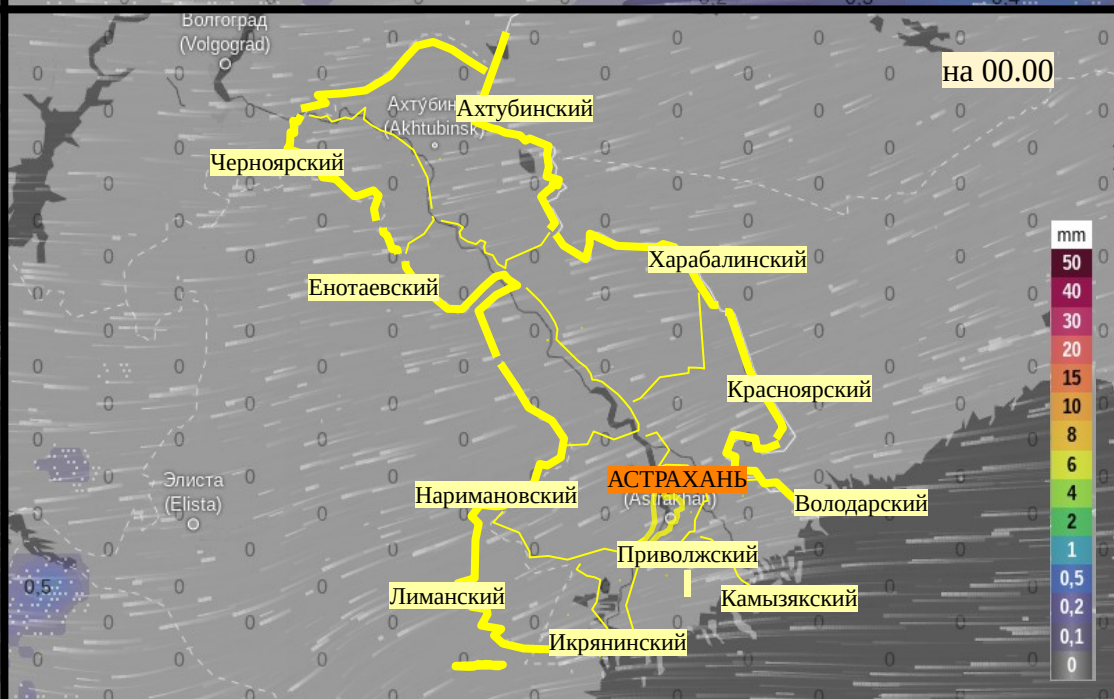 Волгоград
(Volgograd)
на 00.00
Ахту́бин
(Akhtubinsk)
Ахтубинский
Черноярский
Харабалинский
Енотаевский
mm
50
40
30
20
15
10
8
6
4
2
1
0,5
0,2
0,1
0
Красноярский
Элиста
(Elista)
АСТРАХАНЬ
(Astrakhan)
Наримановский
Володарский
Приволжский
0,5
Лиманский
Камызякский
Икрянинский